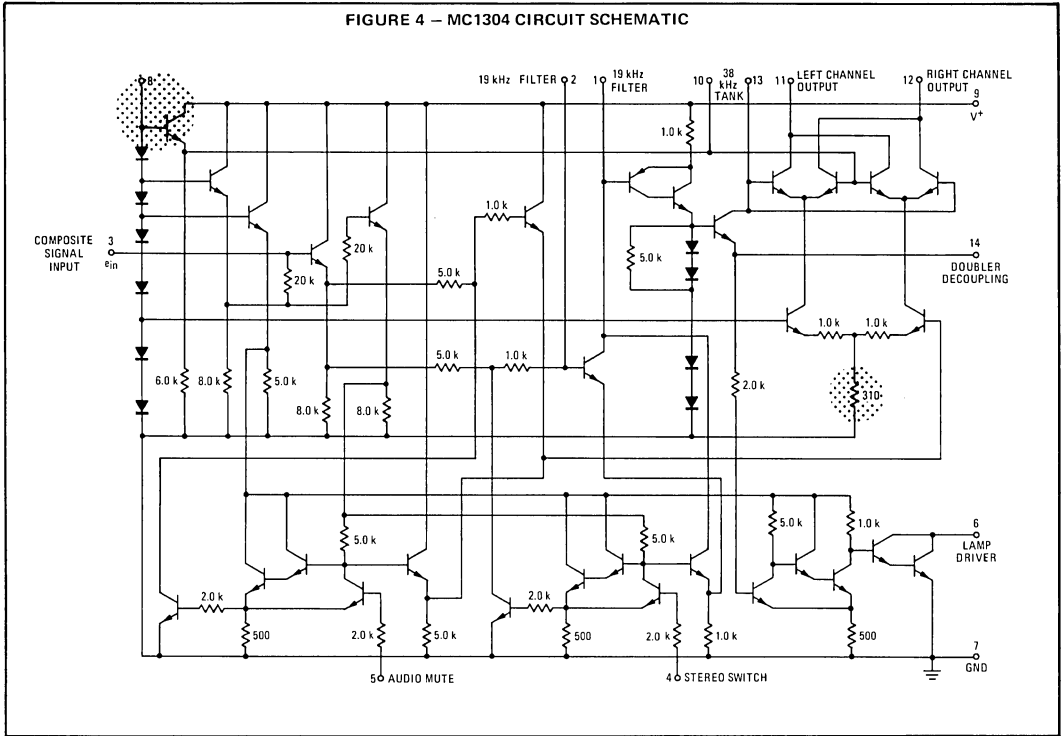 FIGURE 4 – MC1304 CIRCUIT SCHEMATIC
8
19 kHz FILTER 2
1 19 kHz FILTER
10 38 kHz TANK 13
11 LEFT CHANNEL OUTPUT
12 RIGHT CHANNEL OUTPUT
9
V+
1.0 k
1.0 k
COMPOSITE SIGNAL INPUT
3
ein
20 k
20 k
5.0 k
5.0 k
14
DOUBLER DECOUPLING
1.0 k
1.0 k
5.0 k
1.0 k
6.0 k
8.0 k
5.0 k
8.0 k
8.0 k
2.0 k
310
5.0 k
5.0 k
5.0 k
1.0 k
6
LAMP DRIVER
2.0 k
2.0 k
500
2.0 k
5.0 k
500
2.0 k
1.0 k
500
7
GND
5 AUDIO MUTE
4 STEREO SWITCH